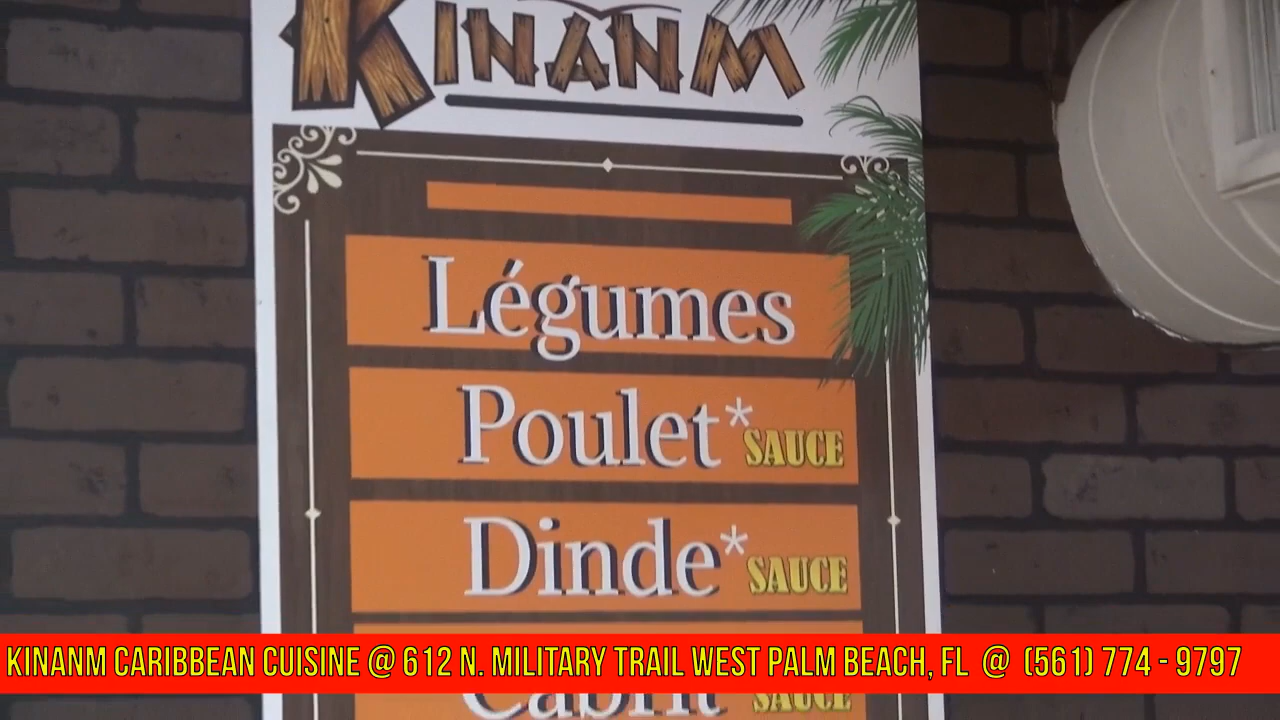 KINANM
Légumes
Poulet* SAUCE
Dinde* SAUCE
Cabrit SAUCE
KINANM CARIBBEAN CUISINE @ 612 N. MILITARY TRAIL WEST PALM BEACH, FL @ (561) 774 - 9797